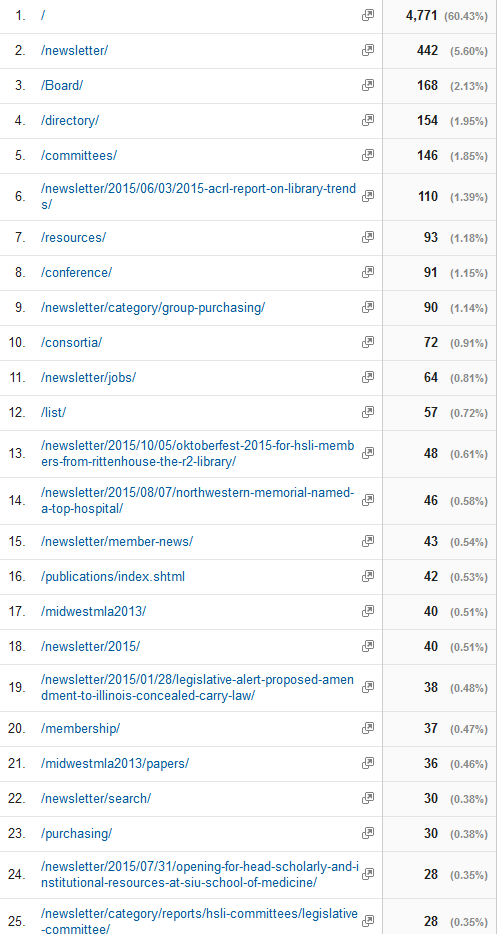 1. / 4,771 (60.43%)
2. /newsletter/ 442 (5.60%)
3. /Board/ 168 (2.13%)
4. /directory/ 154 (1.95%)
5. /committees/ 146 (1.85%)
6. /newsletter/2015/06/03/2015-acrl-report-on-library-trend 110 (1.39%)
s/
7. /resources/ 93 (1.18%)
8. /conference/ 91 (1.15%)
9. /newsletter/category/group-purchasing/ 90 (1.14%)
10. /consortia/ 72 (0.91%)
11. /newsletter/jobs/ 64 (0.81%)
12. /list/ 57 (0.72%)
13. /newsletter/2015/10/05/oktoberfest-2015-for-hsli-memb 48 (0.61%)
ers-from-rittenhouse-the-r2-library/
14. /newsletter/2015/08/07/northwestern-memorial-named- 46 (0.58%)
a-top-hospital/
15. /newsletter/member-news/ 43 (0.54%)
16. /publications/index.shtml 42 (0.53%)
17. /midwestmla2013/ 40 (0.51%)
18. /newsletter/2015/ 40 (0.51%)
19. /newsletter/2015/01/28/legislative-alert-proposed-amen 38 (0.48%)
dment-to-illinois-concealed-carry-law/
20. /membership/ 37 (0.47%)
21. /midwestmla2013/papers/ 36 (0.46%)
22. /newsletter/search/ 30 (0.38%)
23. /purchasing/ 30 (0.38%)
24. /newsletter/2015/07/31/opening-for-head-scholarly-and-i 28 (0.35%)
nstitutional-resources-at-siu-school-of-medicine/
25. /newsletter/category/reports/hsli-committees/legislative 28 (0.35%)
-committee/